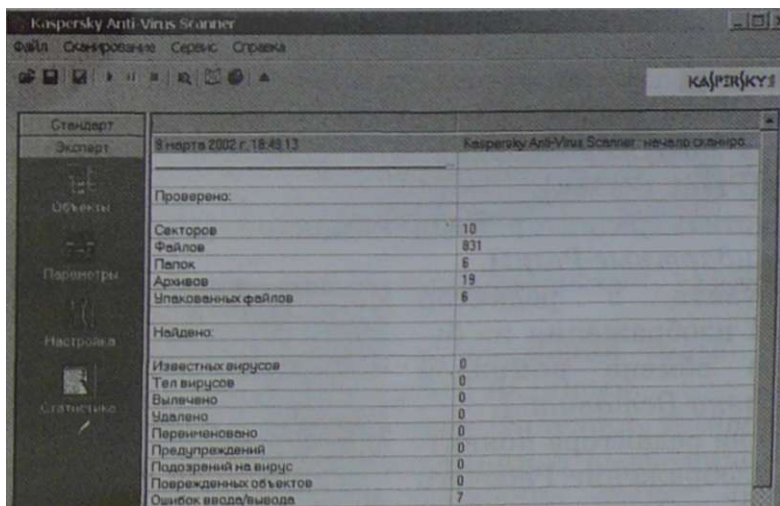 Kaspersky Anti-Virus Scanner
Файл Сканирование Сервис Справка
KASPERSKY
Стандарт
Эксперт
Объекты
Параметры
Настройка
Статистика
8 марта 2002 г. 18:49:13 Kaspersky Anti-Virus Scanner: начало сканиро...
Проверено:
Секторов 10
Файлов 831
Папок 6
Архивов 19
Упакованных файлов 6
Найдено:
Известных вирусов 0
Тел вирусов 0
Вылечено 0
Удалено 0
Переименовано 0
Предупреждений 0
Подозрений на вирус 0
Поврежденных объектов 0
Ошибок ввода/вывода 7